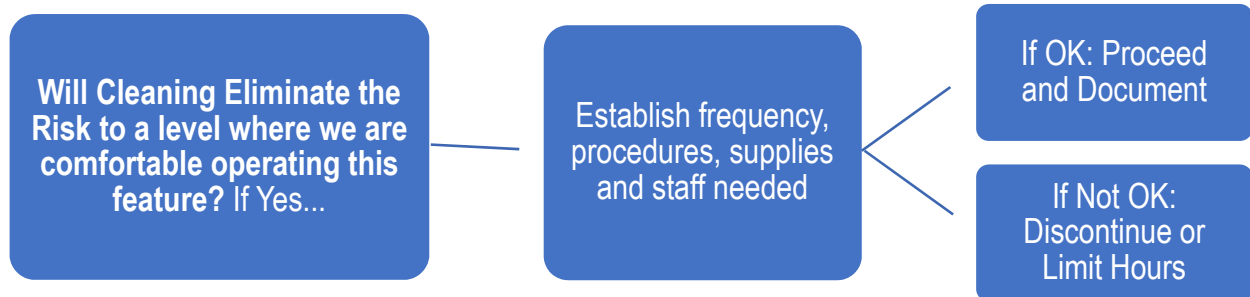 Will Cleaning Eliminate the
Risk to a level where we are
comfortable operating this
feature? If Yes...
Establish frequency,
procedures, supplies
and staff needed
If OK: Proceed
and Document
If Not OK:
Discontinue or
Limit Hours